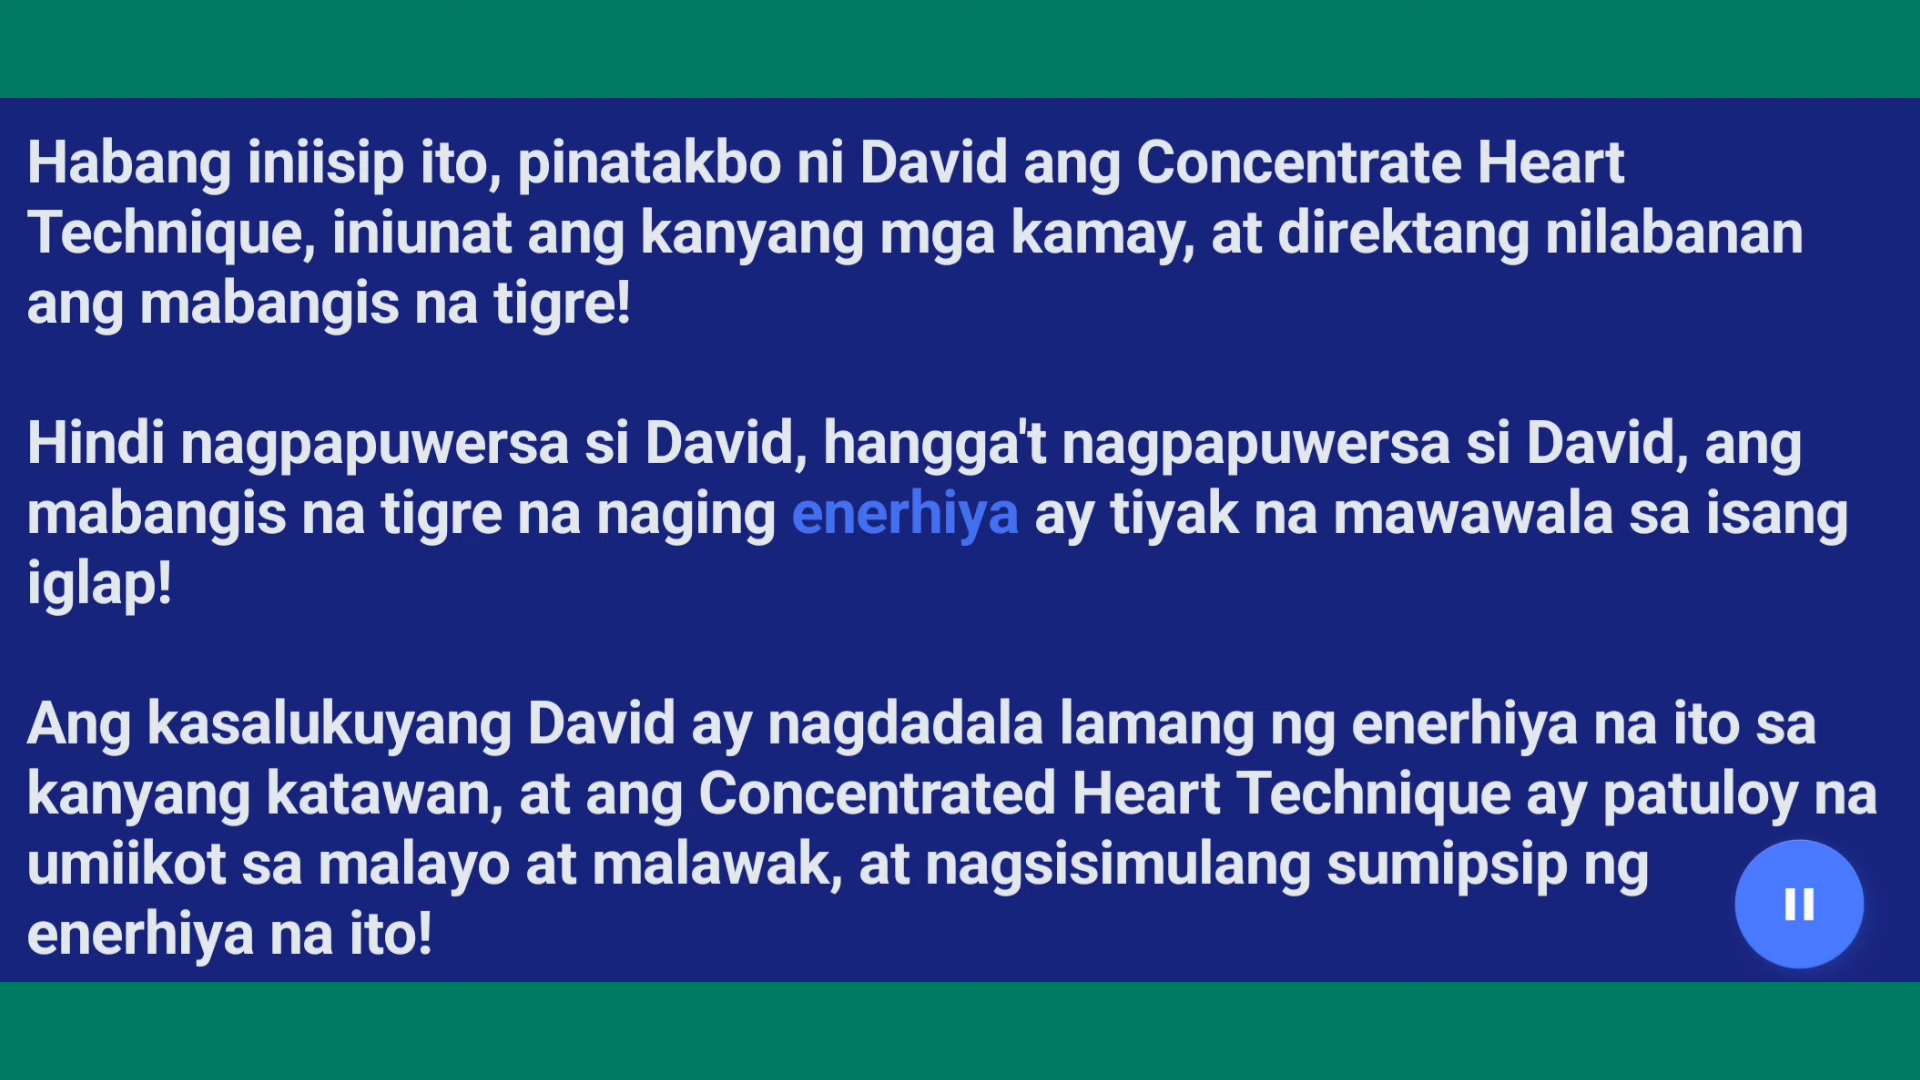 Habang iniisip ito, pinatakbo ni David ang Concentrate Heart
Technique, iniunat ang kanyang mga kamay, at direktang nilabanan
ang mabangis na tigre!
Hindi nagpapuwersa si David, hangga't nagpapuwersa si David, ang
mabangis na tigre na naging enerhiya ay tiyak na mawawala sa isang
iglap!
Ang kasalukuyang David ay nagdadala lamang ng enerhiya na ito sa
kanyang katawan, at ang Concentrated Heart Technique ay patuloy na
umiikot sa malayo at malawak, at nagsisimulang sumipsip ng
enerhiya na ito!